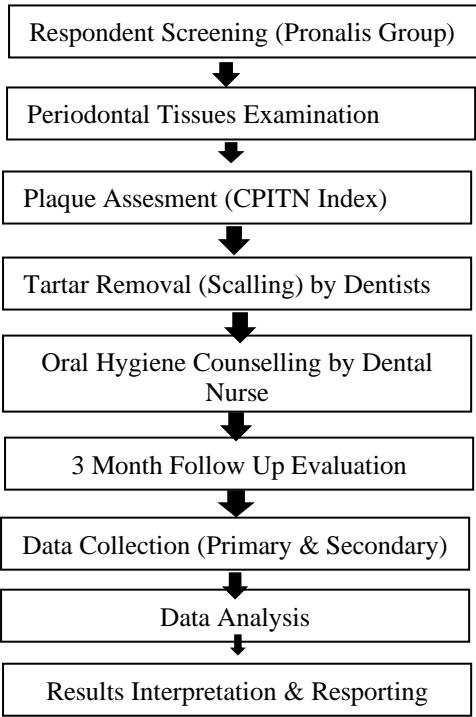 Respondent Screening (Pronalis Group)
Periodontal Tissues Examination
Plaque Assesment (CPITN Index)
Tartar Removal (Scalling) by Dentists
Oral Hygiene Counselling by Dental
Nurse
3 Month Follow Up Evaluation
Data Collection (Primary & Secondary)
Data Analysis
Results Interpretation & Resporting